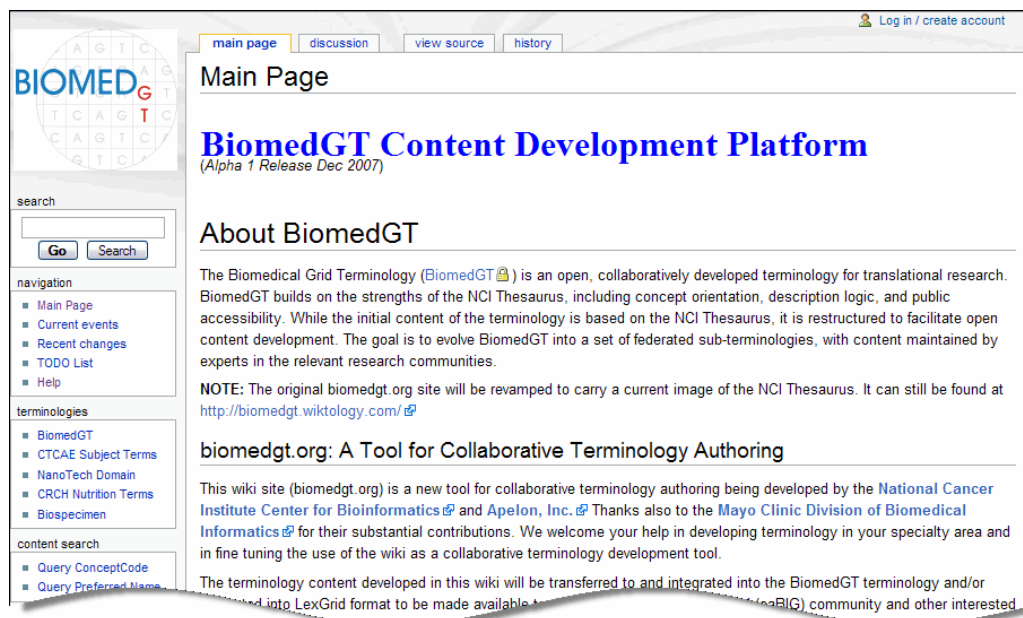 Log in / create account
main page discussion view source history
BIOMEDGT
A G T C
T C A G T C
C A G T C
G T C A
Main Page
BiomedGT Content Development Platform
(Alpha 1 Release Dec 2007)
search
Go Search
navigation
Main Page
Current events
Recent changes
TODO List
Help
terminologies
BiomedGT
CTCAE Subject Terms
NanoTech Domain
CRCH Nutrition Terms
Biospecimen
content search
Query ConceptCode
Query Preferred Name
About BiomedGT
The Biomedical Grid Terminology (BiomedGT) is an open, collaboratively developed terminology for translational research.
BiomedGT builds on the strengths of the NCI Thesaurus, including concept orientation, description logic, and public
accessibility. While the initial content of the terminology is based on the NCI Thesaurus, it is restructured to facilitate open
content development. The goal is to evolve BiomedGT into a set of federated sub-terminologies, with content maintained by
experts in the relevant research communities.
NOTE: The original biomedgt.org site will be revamped to carry a current image of the NCI Thesaurus. It can still be found at
http://biomedgt.wiktology.com/
biomedgt.org: A Tool for Collaborative Terminology Authoring
This wiki site (biomedgt.org) is a new tool for collaborative terminology authoring being developed by the National Cancer
Institute Center for Bioinformatics and Apelon, Inc. Thanks also to the Mayo Clinic Division of Biomedical
Informatics for their substantial contributions. We welcome your help in developing terminology in your specialty area and
in fine tuning the use of the wiki as a collaborative terminology development tool.
The terminology content developed in this wiki will be transferred to and integrated into the BiomedGT terminology and/or
into LexGrid format to be made available (caBIG) community and other interested